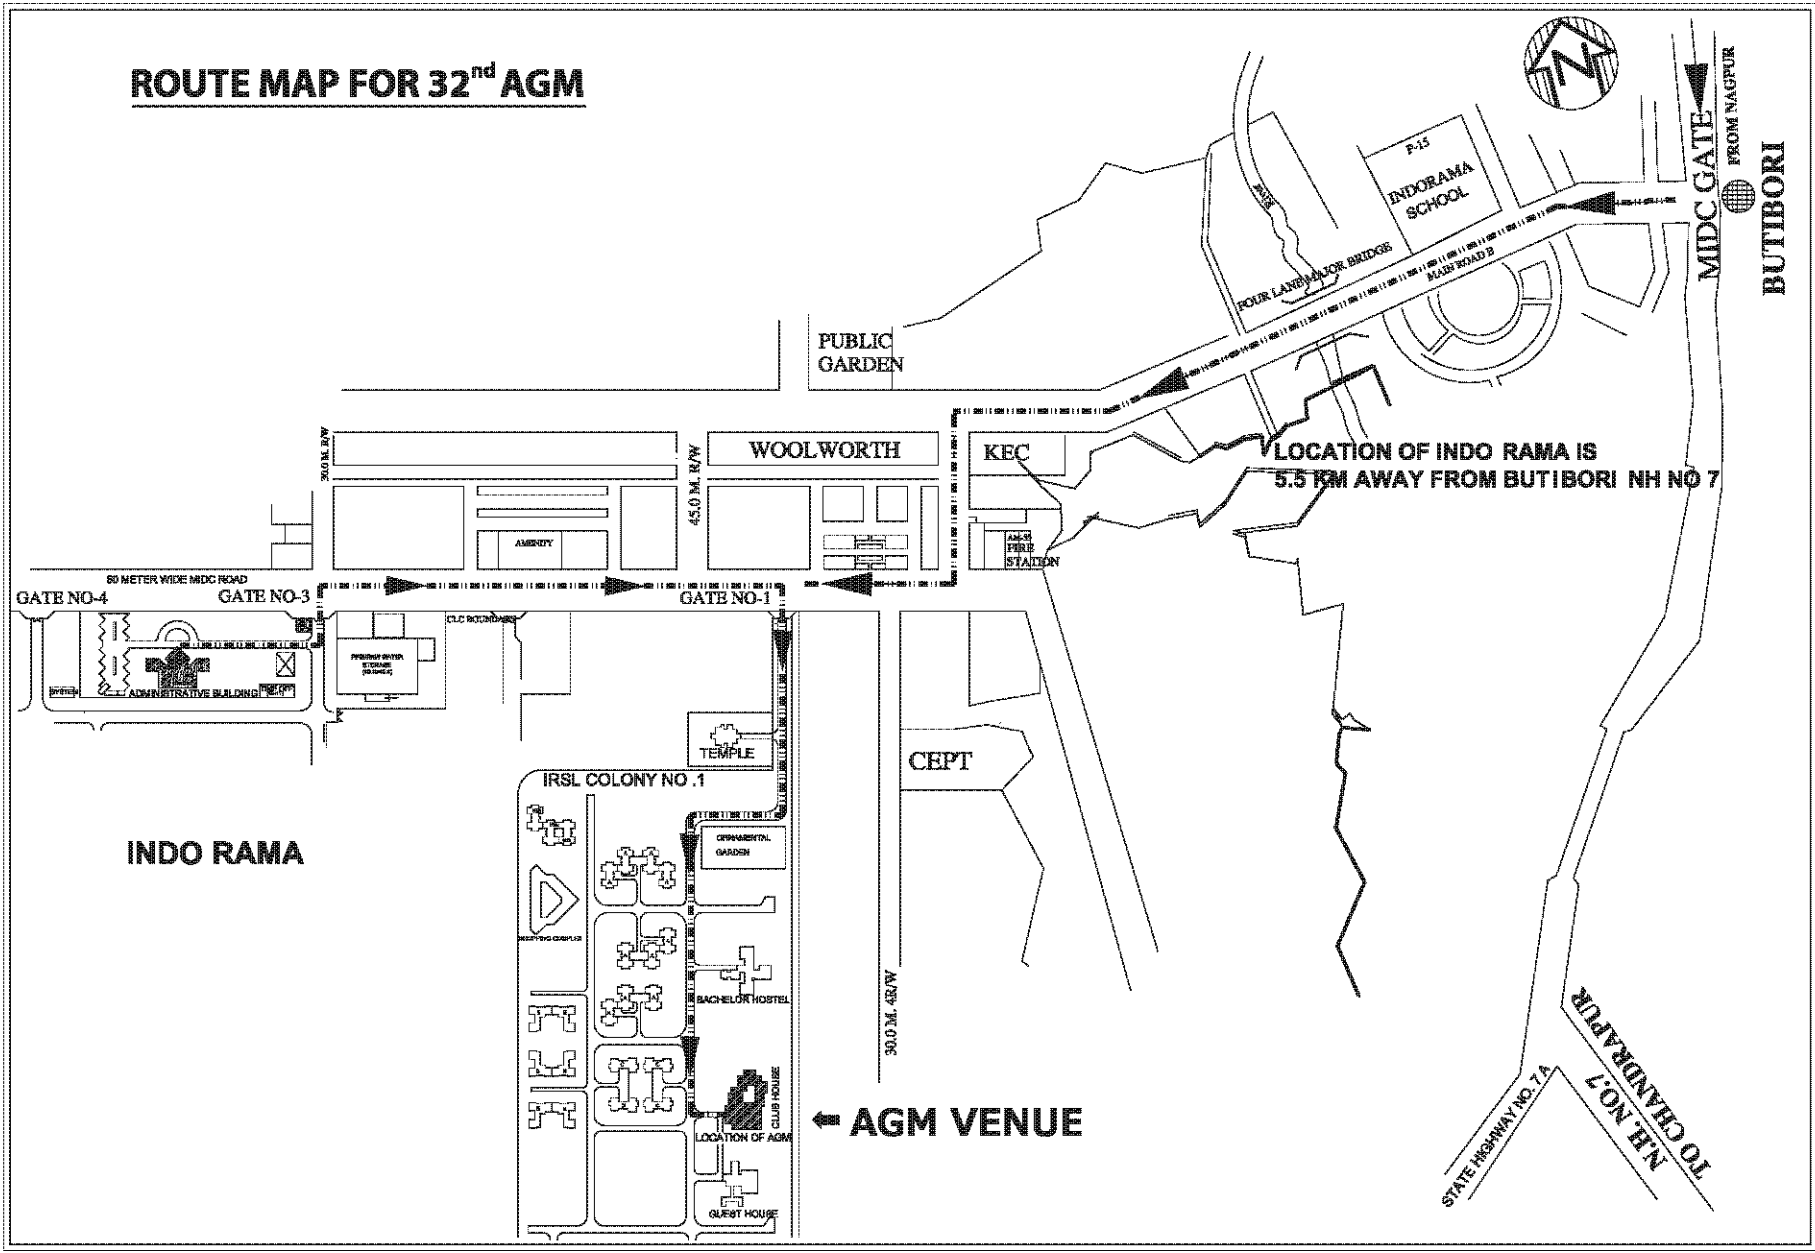 ROUTE MAP FOR 32nd AGM
N
FROM NAGPUR
MIDC GATE
BUTIBORI
P-15
INDORAMA
SCHOOL
FOUR LANE MAJOR BRIDGE
MAIN ROAD B
PUBLIC
GARDEN
30.0 M. R/W
45.0 M. R/W
WOOLWORTH
KEC
LOCATION OF INDO RAMA IS
5.5 KM AWAY FROM BUTIBORI NH NO 7
AMENITY
FIRE
STATION
60 METER WIDE MIDC ROAD
GATE NO-4
GATE NO-3
GATE NO-1
ADMINISTRATIVE BUILDING
TEMPLE
CEPT
IRSL COLONY NO .1
ORNAMENTAL
GARDEN
INDO RAMA
SHOPPING COMPLEX
BACHELOR HOSTEL
30.0 M. 4R/W
CLUB HOUSE
AGM VENUE
LOCATION OF AGM
GUEST HOUSE
STATE HIGHWAY NO. 7A
N.H. NO.7
TO CHANDRAPUR